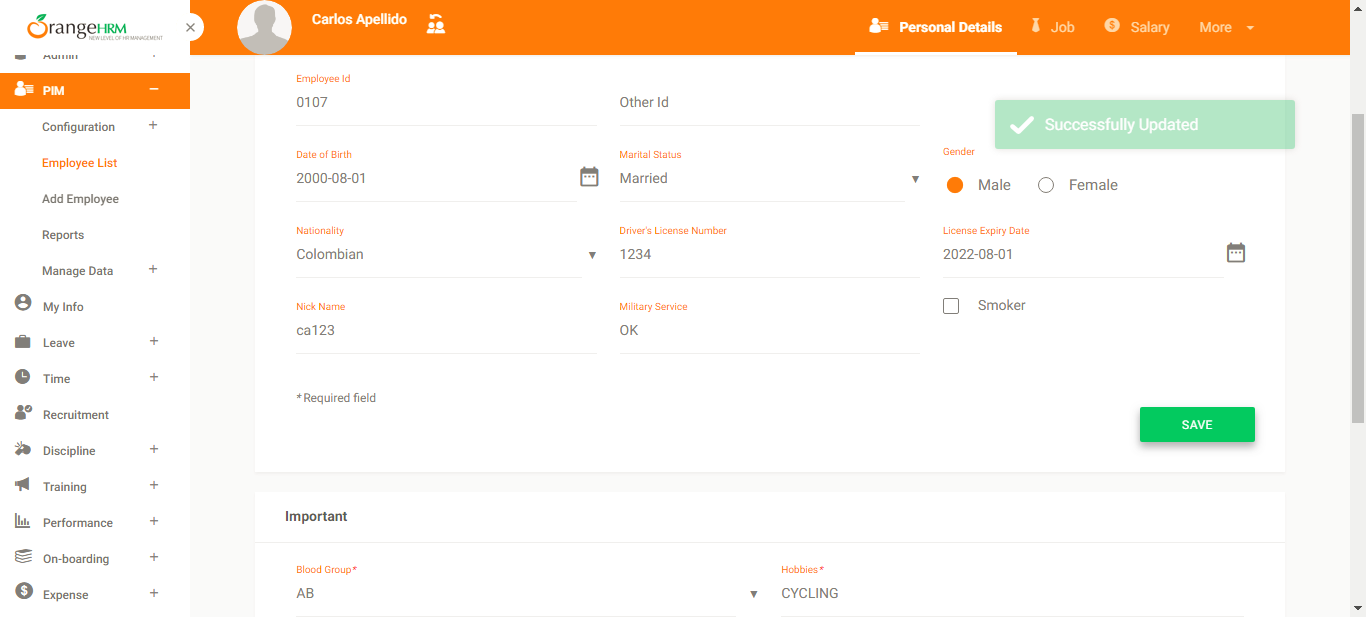 OrangeHRM
NEW LEVEL OF HR MANAGEMENT
Carlos Apellido
Personal Details
Job
Salary
More
Admin
PIM
Configuration
Employee List
Add Employee
Reports
Manage Data
My Info
Leave
Time
Recruitment
Discipline
Training
Performance
On-boarding
Expense
Employee Id
0107
Other Id
Successfully Updated
Date of Birth
2000-08-01
Marital Status
Married
Gender
Male
Female
Nationality
Colombian
Driver's License Number
1234
License Expiry Date
2022-08-01
Nick Name
ca123
Military Service
OK
Smoker
* Required field
SAVE
Important
Blood Group*
AB
Hobbies*
CYCLING